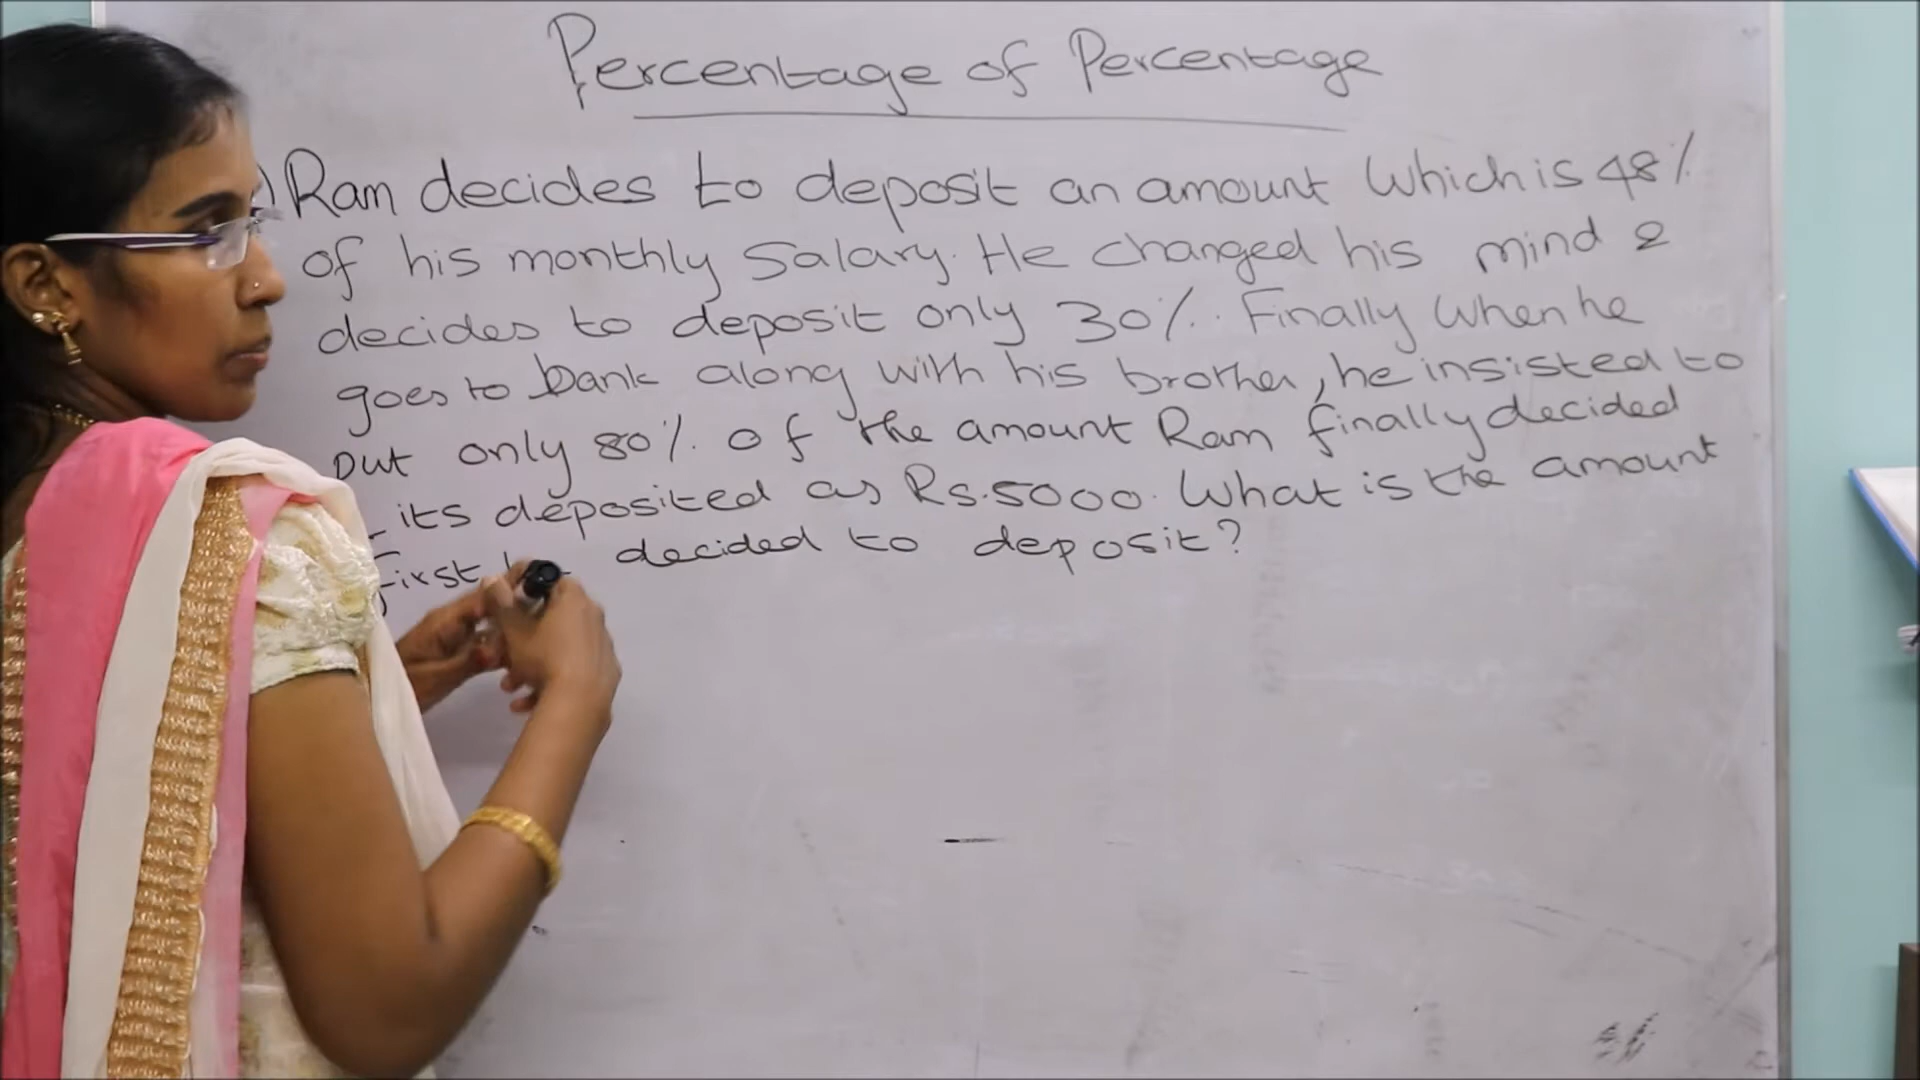 Percentage of Percentage
) Ram decides to deposit an amount Which is 48%
of his monthly Salary. He changed his mind &
decides to deposit only 30%. Finally When he
goes to bank along with his brother, he insisted to
put only 80% of the amount Ram finally decided
its deposited as Rs.5000. What is the amount
first decided to deposit?